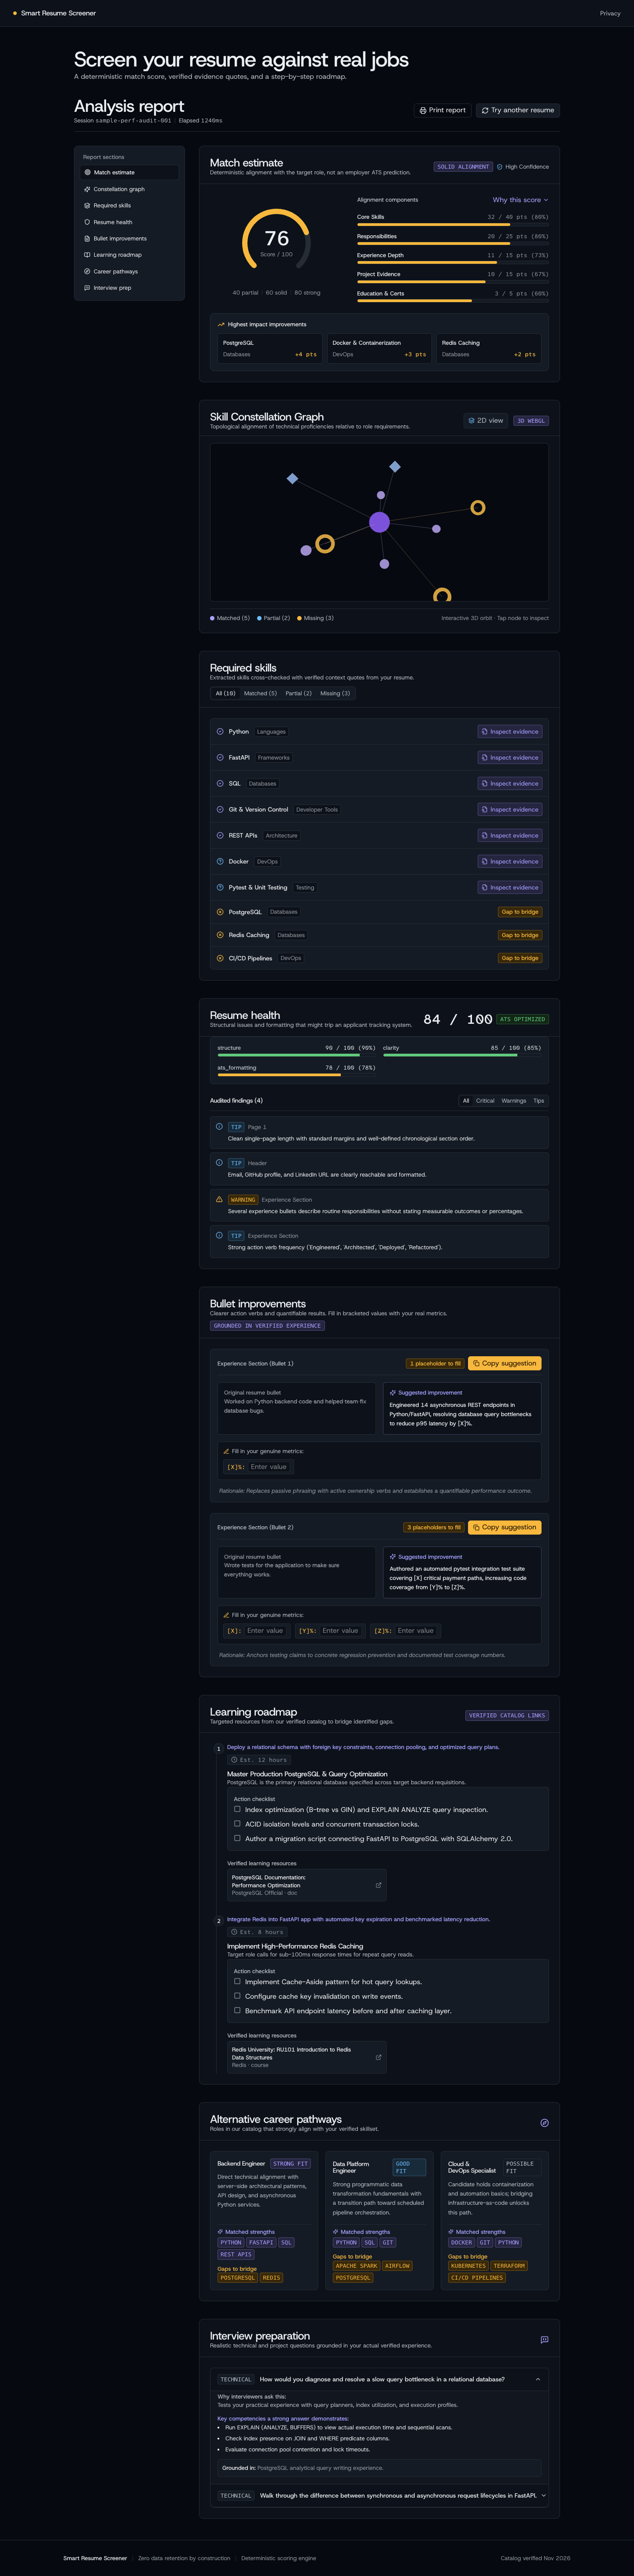 Smart Resume Screener
Privacy
Screen your resume against real jobs
A deterministic match score, verified evidence quotes, and a step-by-step roadmap.
Analysis report
Session sample-perf-audit-001 | Elapsed 1240ms
Print report
Try another resume
Report sections
Match estimate
Constellation graph
Required skills
Resume health
Bullet improvements
Learning roadmap
Career pathways
Interview prep
Match estimate
Deterministic alignment with the target role, not an employer ATS prediction.
SOLID ALIGNMENT
High Confidence
76
Score / 100
40 partial 60 solid 80 strong
Alignment components
Why this score
Core Skills 32 / 40 pts (80%)
Responsibilities 20 / 25 pts (80%)
Experience Depth 11 / 15 pts (73%)
Project Evidence 10 / 15 pts (67%)
Education & Certs 3 / 5 pts (60%)
Highest impact improvements
PostgreSQL
Databases +4 pts
Docker & Containerization
DevOps +3 pts
Redis Caching
Databases +2 pts
Skill Constellation Graph
Topological alignment of technical proficiencies relative to role requirements.
2D view
3D WEBGL
Matched (5) Partial (2) Missing (3)
Interactive 3D orbit · Tap node to inspect
Required skills
Extracted skills cross-checked with verified context quotes from your resume.
All (10) Matched (5) Partial (2) Missing (3)
Python Languages Inspect evidence
FastAPI Frameworks Inspect evidence
SQL Databases Inspect evidence
Git & Version Control Developer Tools Inspect evidence
REST APIs Architecture Inspect evidence
Docker DevOps Inspect evidence
Pytest & Unit Testing Testing Inspect evidence
PostgreSQL Databases Gap to bridge
Redis Caching Databases Gap to bridge
CI/CD Pipelines DevOps Gap to bridge
Resume health
Structural issues and formatting that might trip an applicant tracking system.
84 / 100
ATS OPTIMIZED
structure 90 / 100 (90%)
clarity 85 / 100 (85%)
ats_formatting 78 / 100 (78%)
Audited findings (4)
All Critical Warnings Tips
TIP Page 1
Clean single-page length with standard margins and well-defined chronological section order.
TIP Header
Email, GitHub profile, and LinkedIn URL are clearly reachable and formatted.
WARNING Experience Section
Several experience bullets describe routine responsibilities without stating measurable outcomes or percentages.
TIP Experience Section
Strong action verb frequency ('Engineered', 'Architected', 'Deployed', 'Refactored').
Bullet improvements
Clearer action verbs and quantifiable results. Fill in bracketed values with your real metrics.
GROUNDED IN VERIFIED EXPERIENCE
Experience Section (Bullet 1)
1 placeholder to fill
Copy suggestion
Original resume bullet
Worked on Python backend code and helped team fix
database bugs.
Suggested improvement
Engineered 14 asynchronous REST endpoints in
Python/FastAPI, resolving database query bottlenecks
to reduce p95 latency by [X]%.
Fill in your genuine metrics:
[X]%: Enter value
Rationale: Replaces passive phrasing with active ownership verbs and establishes a quantifiable performance outcome.
Experience Section (Bullet 2)
3 placeholders to fill
Copy suggestion
Original resume bullet
Wrote tests for the application to make sure
everything works.
Suggested improvement
Authored an automated pytest integration test suite
covering [X] critical payment paths, increasing code
coverage from [Y]% to [Z]%.
Fill in your genuine metrics:
[X]: Enter value [Y]%: Enter value [Z]%: Enter value
Rationale: Anchors testing claims to concrete regression prevention and documented test coverage numbers.
Learning roadmap
Targeted resources from our verified catalog to bridge identified gaps.
VERIFIED CATALOG LINKS
1
Deploy a relational schema with foreign key constraints, connection pooling, and optimized query plans.
Est. 12 hours
Master Production PostgreSQL & Query Optimization
PostgreSQL is the primary relational database specified across target backend requisitions.
Action checklist
Index optimization (B-tree vs GIN) and EXPLAIN ANALYZE query inspection.
ACID isolation levels and concurrent transaction locks.
Author a migration script connecting FastAPI to PostgreSQL with SQLAlchemy 2.0.
Verified learning resources
PostgreSQL Documentation:
Performance Optimization
PostgreSQL Official · doc
2
Integrate Redis into FastAPI app with automated key expiration and benchmarked latency reduction.
Est. 8 hours
Implement High-Performance Redis Caching
Target role calls for sub-100ms response times for repeat query reads.
Action checklist
Implement Cache-Aside pattern for hot query lookups.
Configure cache key invalidation on write events.
Benchmark API endpoint latency before and after caching layer.
Verified learning resources
Redis University: RU101 Introduction to Redis
Data Structures
Redis · course
Alternative career pathways
Roles in our catalog that strongly align with your verified skillset.
Backend Engineer STRONG FIT
Direct technical alignment with
server-side architectural patterns,
API design, and asynchronous
Python services.
Matched strengths
PYTHON FASTAPI SQL
REST APIS
Gaps to bridge
POSTGRESQL REDIS
Data Platform
Engineer
GOOD
FIT
Strong programmatic data
transformation fundamentals with
a transition path toward scheduled
pipeline orchestration.
Matched strengths
PYTHON SQL GIT
Gaps to bridge
APACHE SPARK AIRFLOW
POSTGRESQL
Cloud &
DevOps Specialist
POSSIBLE
FIT
Candidate holds containerization
and automation basics; bridging
infrastructure-as-code unlocks
this path.
Matched strengths
DOCKER GIT PYTHON
Gaps to bridge
KUBERNETES TERRAFORM
CI/CD PIPELINES
Interview preparation
Realistic technical and project questions grounded in your actual verified experience.
TECHNICAL How would you diagnose and resolve a slow query bottleneck in a relational database?
Why interviewers ask this:
Tests your practical experience with query planners, index utilization, and execution profiles.
Key competencies a strong answer demonstrates:
• Run EXPLAIN (ANALYZE, BUFFERS) to view actual execution time and sequential scans.
• Check index presence on JOIN and WHERE predicate columns.
• Evaluate connection pool contention and lock timeouts.
Grounded in: PostgreSQL analytical query writing experience.
TECHNICAL Walk through the difference between synchronous and asynchronous request lifecycles in FastAPI.
Smart Resume Screener | Zero data retention by construction | Deterministic scoring engine
Catalog verified Nov 2026